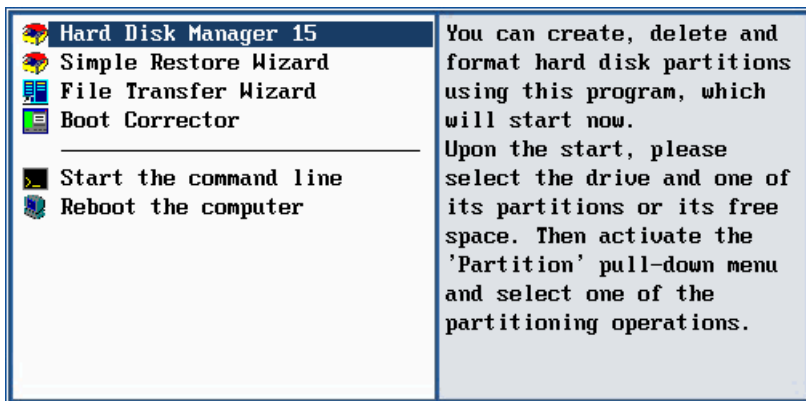 Hard Disk Manager 15
Simple Restore Wizard
File Transfer Wizard
Boot Corrector
Start the command line
Reboot the computer
You can create, delete and
format hard disk partitions
using this program, which
will start now.
Upon the start, please
select the drive and one of
its partitions or its free
space. Then activate the
'Partition' pull-down menu
and select one of the
partitioning operations.